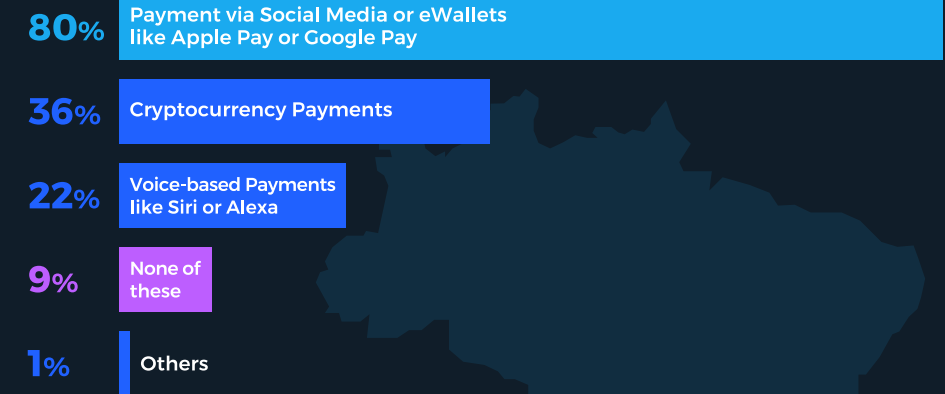 80%
Payment via Social Media or eWallets
like Apple Pay or Google Pay
36%
Cryptocurrency Payments
22%
Voice-based Payments
like Siri or Alexa
9%
None of
these
1%
Others